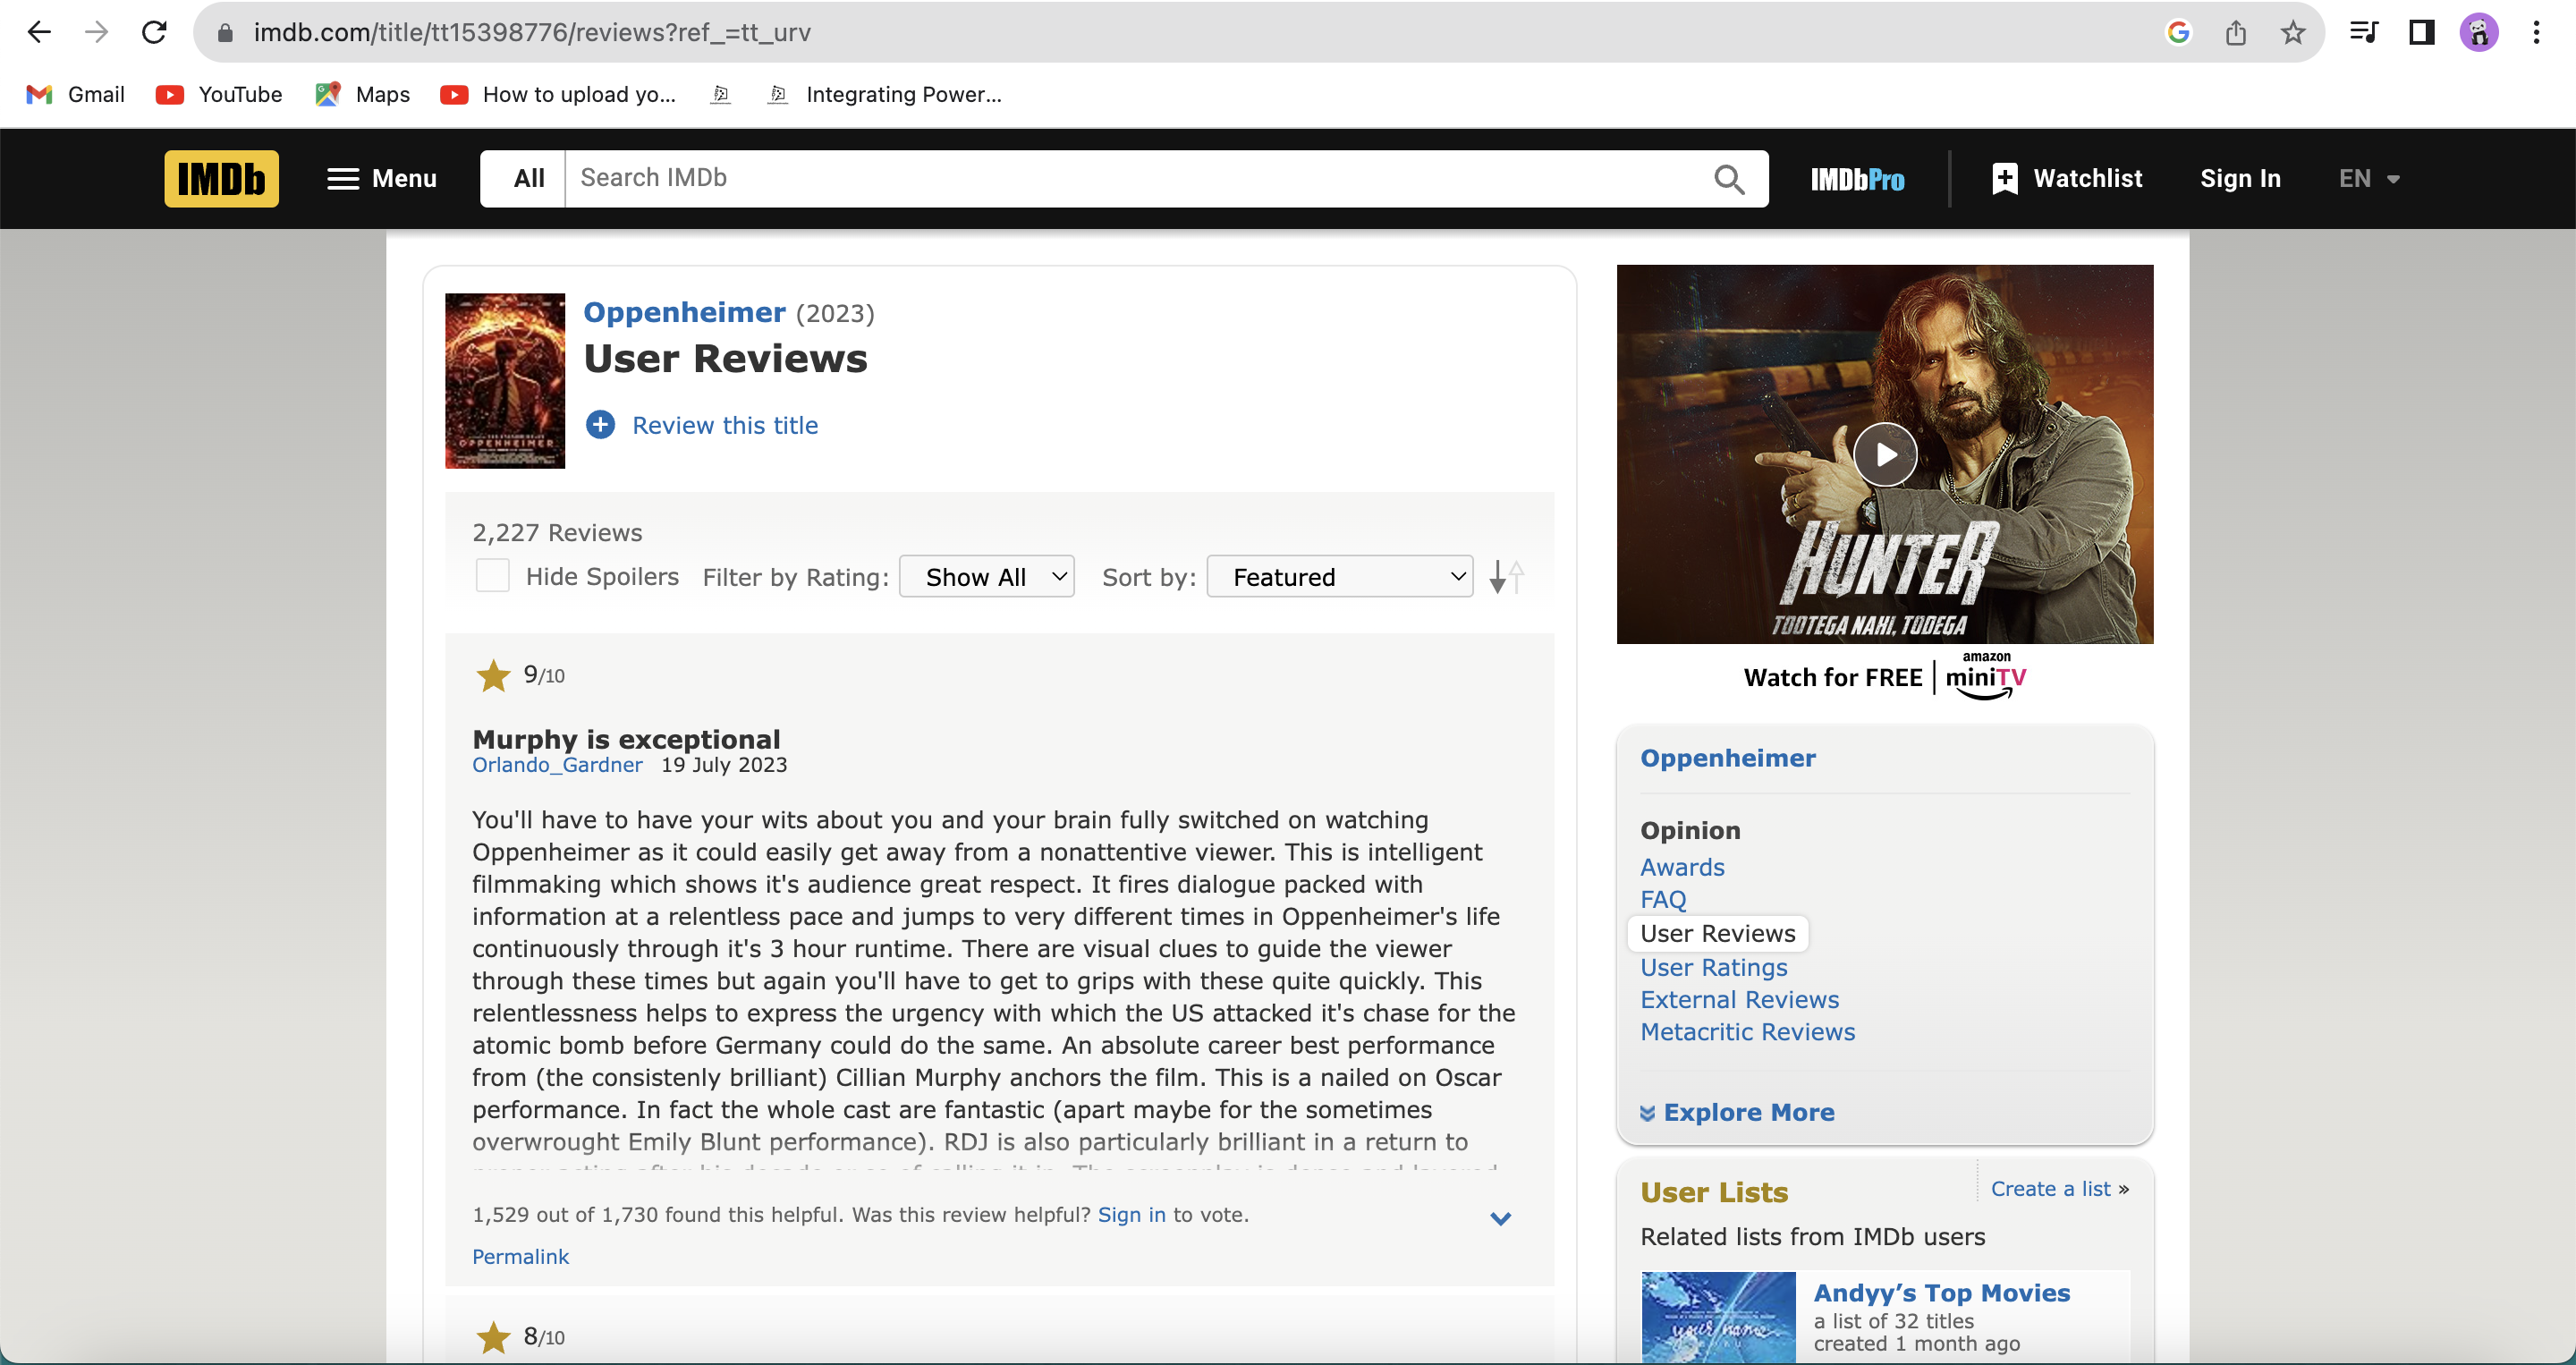 imdb.com/title/tt15398776/reviews?ref_=tt_urv
Gmail
YouTube
Maps
How to upload yo...
Integrating Power...
IMDb
Menu
All
Search IMDb
IMDbPro
Watchlist
Sign In
EN
Oppenheimer (2023)
User Reviews
Review this title
OPPENHEIMER
2,227 Reviews
Hide Spoilers
Filter by Rating:
Show All
Sort by:
Featured
9/10
Murphy is exceptional
Orlando_Gardner 19 July 2023
You'll have to have your wits about you and your brain fully switched on watching
Oppenheimer as it could easily get away from a nonattentive viewer. This is intelligent
filmmaking which shows it's audience great respect. It fires dialogue packed with
information at a relentless pace and jumps to very different times in Oppenheimer's life
continuously through it's 3 hour runtime. There are visual clues to guide the viewer
through these times but again you'll have to get to grips with these quite quickly. This
relentlessness helps to express the urgency with which the US attacked it's chase for the
atomic bomb before Germany could do the same. An absolute career best performance
from (the consistenly brilliant) Cillian Murphy anchors the film. This is a nailed on Oscar
performance. In fact the whole cast are fantastic (apart maybe for the sometimes
overwrought Emily Blunt performance). RDJ is also particularly brilliant in a return to
1,529 out of 1,730 found this helpful. Was this review helpful? Sign in to vote.
Permalink
8/10
HUNTER
TOOTEGA NAHI, TODEGA
Watch for FREE | amazon miniTV
Oppenheimer
Opinion
Awards
FAQ
User Reviews
User Ratings
External Reviews
Metacritic Reviews
Explore More
User Lists
Create a list »
Related lists from IMDb users
your name.
Andyy’s Top Movies
a list of 32 titles
created 1 month ago